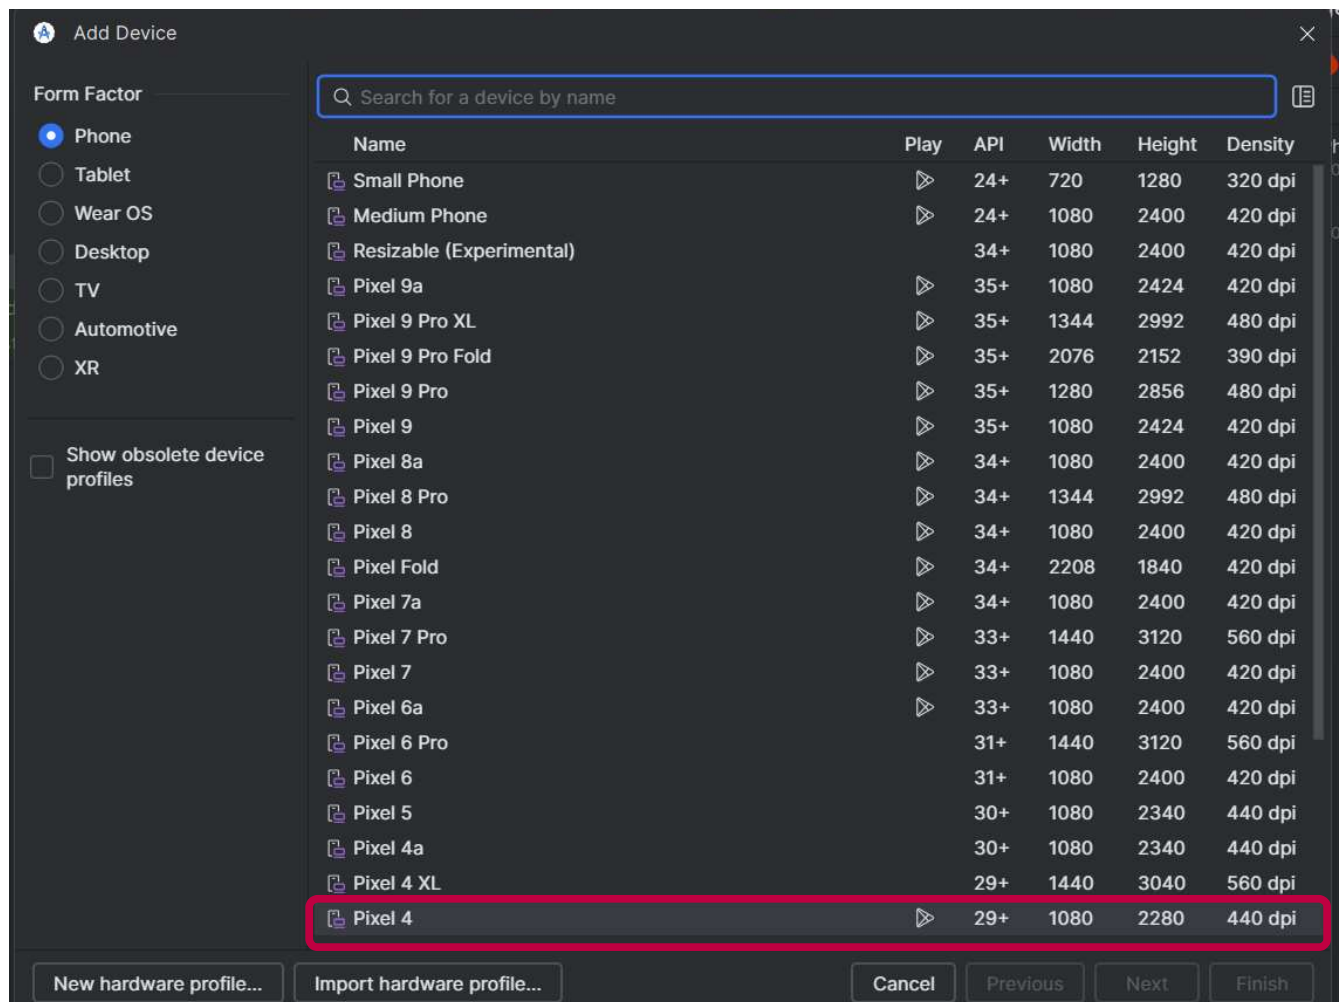 Add Device
Form Factor
Phone
Tablet
Wear OS
Desktop
TV
Automotive
XR
Show obsolete device
profiles
Search for a device by name
Name Play API Width Height Density
Small Phone 24+ 720 1280 320 dpi
Medium Phone 24+ 1080 2400 420 dpi
Resizable (Experimental) 34+ 1080 2400 420 dpi
Pixel 9a 35+ 1080 2424 420 dpi
Pixel 9 Pro XL 35+ 1344 2992 480 dpi
Pixel 9 Pro Fold 35+ 2076 2152 390 dpi
Pixel 9 Pro 35+ 1280 2856 480 dpi
Pixel 9 35+ 1080 2424 420 dpi
Pixel 8a 34+ 1080 2400 420 dpi
Pixel 8 Pro 34+ 1344 2992 480 dpi
Pixel 8 34+ 1080 2400 420 dpi
Pixel Fold 34+ 2208 1840 420 dpi
Pixel 7a 34+ 1080 2400 420 dpi
Pixel 7 Pro 33+ 1440 3120 560 dpi
Pixel 7 33+ 1080 2400 420 dpi
Pixel 6a 33+ 1080 2400 420 dpi
Pixel 6 Pro 31+ 1440 3120 560 dpi
Pixel 6 31+ 1080 2400 420 dpi
Pixel 5 30+ 1080 2340 440 dpi
Pixel 4a 30+ 1080 2340 440 dpi
Pixel 4 XL 29+ 1440 3040 560 dpi
Pixel 4 29+ 1080 2280 440 dpi
New hardware profile... Import hardware profile... Cancel Previous Next Finish